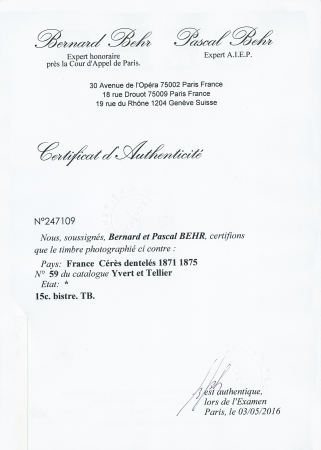 Bernard Behr Pascal Behr
Expert honoraire Expert A.I.E.P.
près la Cour d'Appel de Paris.
30 Avenue de l'Opéra 75002 Paris France
18 rue Drouot 75009 Paris France
19 rue du Rhône 1204 Genève Suisse
Certificat d'Authenticité
N°247109
Nous, soussignés, Bernard et Pascal BEHR, certifions
que le timbre photographié ci contre :
Pays: France Cérès dentelés 1871 1875
N° 59 du catalogue Yvert et Tellier
Etat: *
15c. bistre. TB.
est authentique,
lors de l'Examen
Paris, le 03/05/2016